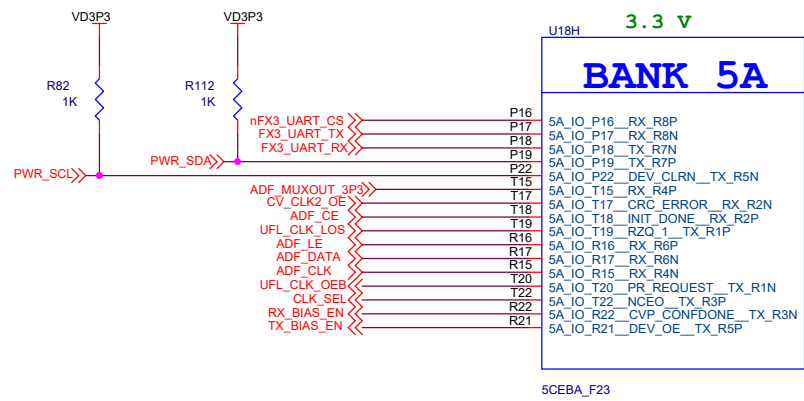 VD3P3
VD3P3
3.3 V
U18H
BANK 5A
R82
1K
R112
1K
nFX3_UART_CS P16 5A_IO_P16__RX_R8P
FX3_UART_TX P17 5A_IO_P17__RX_R8N
FX3_UART_RX P18 5A_IO_P18__TX_R7N
PWR_SDA P19 5A_IO_P19__TX_R7P
PWR_SCL P22 5A_IO_P22__DEV_CLRN__TX_R5N
ADF_MUXOUT_3P3 T15 5A_IO_T15__RX_R4P
CV_CLK2_OE T17 5A_IO_T17__CRC_ERROR__RX_R2N
ADF_CE T18 5A_IO_T18__INIT_DONE__RX_R2P
UFL_CLK_LOS T19 5A_IO_T19__RZQ_1__TX_R1P
ADF_LE R16 5A_IO_R16__RX_R6P
ADF_DATA R17 5A_IO_R17__RX_R6N
ADF_CLK R15 5A_IO_R15__RX_R4N
UFL_CLK_OEB T20 5A_IO_T20__PR_REQUEST__TX_R1N
CLK_SEL T22 5A_IO_T22__NCEO__TX_R3P
RX_BIAS_EN R22 5A_IO_R22__CVP_CONFDONE__TX_R3N
TX_BIAS_EN R21 5A_IO_R21__DEV_OE__TX_R5P
5CEBA_F23